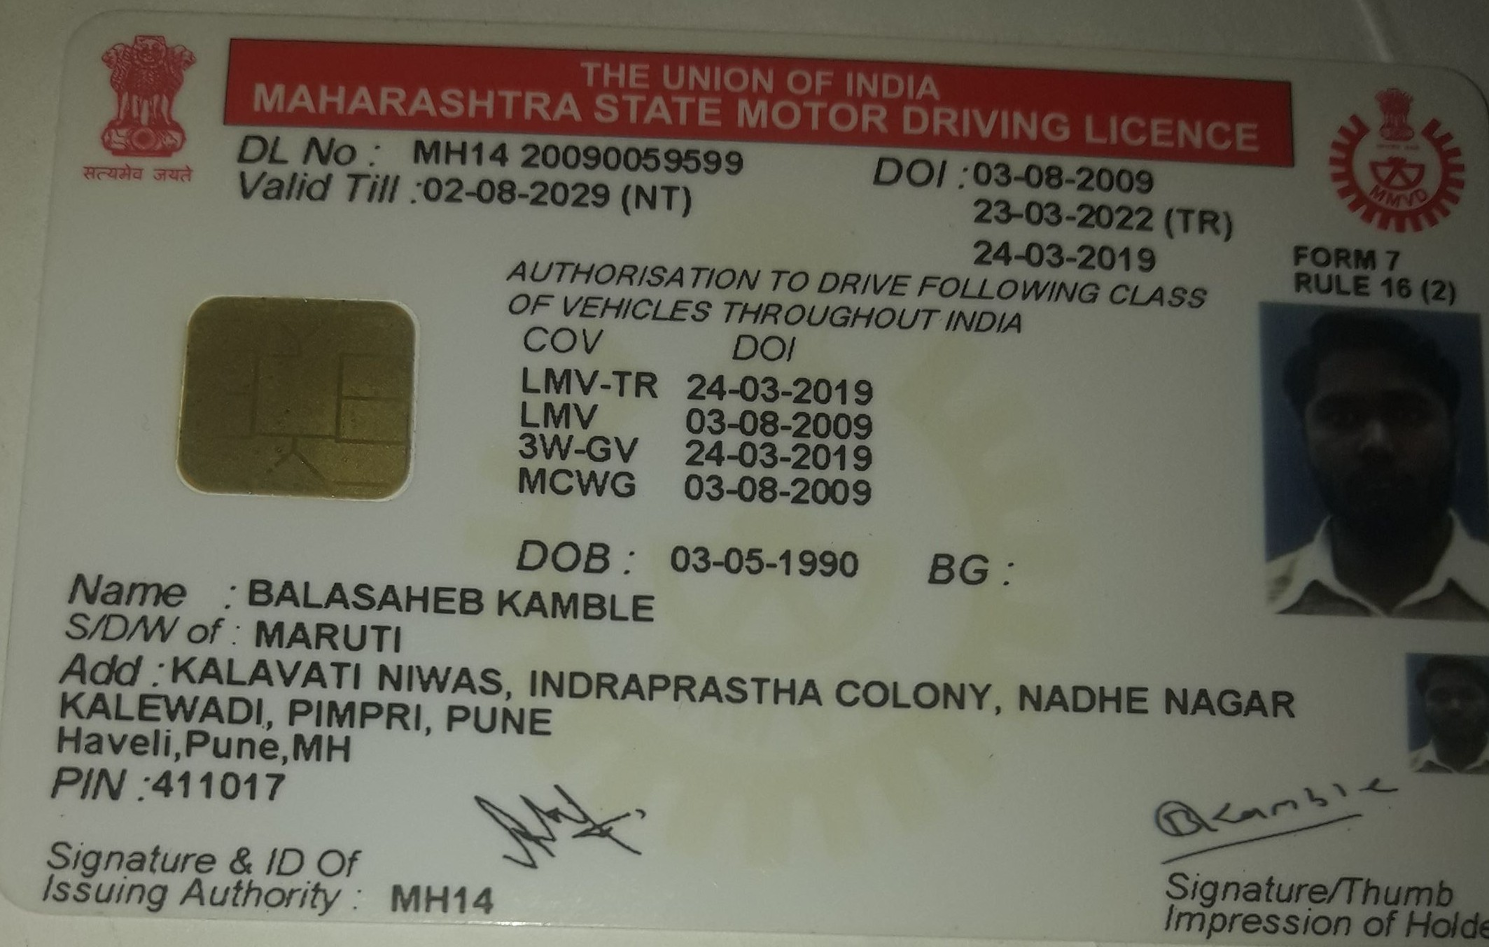 THE UNION OF INDIA
MAHARASHTRA STATE MOTOR DRIVING LICENCE
सत्यमेव जयते
DL No : MH14 20090059599 DOI : 03-08-2009
Valid Till : 02-08-2029 (NT) 23-03-2022 (TR)
24-03-2019
MMVD
FORM 7
RULE 16 (2)
AUTHORISATION TO DRIVE FOLLOWING CLASS
OF VEHICLES THROUGHOUT INDIA
COV DOI
LMV-TR 24-03-2019
LMV 03-08-2009
3W-GV 24-03-2019
MCWG 03-08-2009
DOB : 03-05-1990 BG :
Name : BALASAHEB KAMBLE
S/D/W of : MARUTI
Add : KALAVATI NIWAS, INDRAPRASTHA COLONY, NADHE NAGAR
KALEWADI, PIMPRI, PUNE
Haveli,Pune,MH
PIN : 411017
BKamble
Signature & ID Of
Issuing Authority : MH14
Signature/Thumb
Impression of Holde